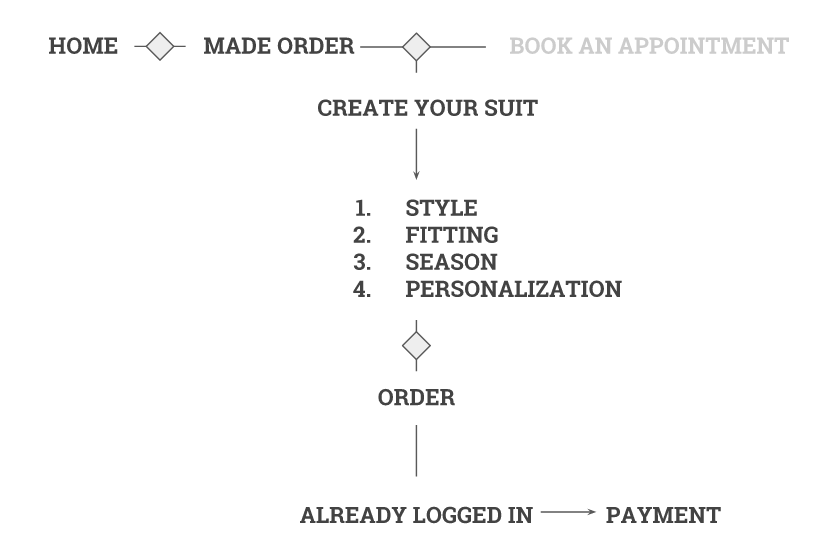 HOME MADE ORDER BOOK AN APPOINTMENT
CREATE YOUR SUIT
1. STYLE
2. FITTING
3. SEASON
4. PERSONALIZATION
ORDER
ALREADY LOGGED IN PAYMENT